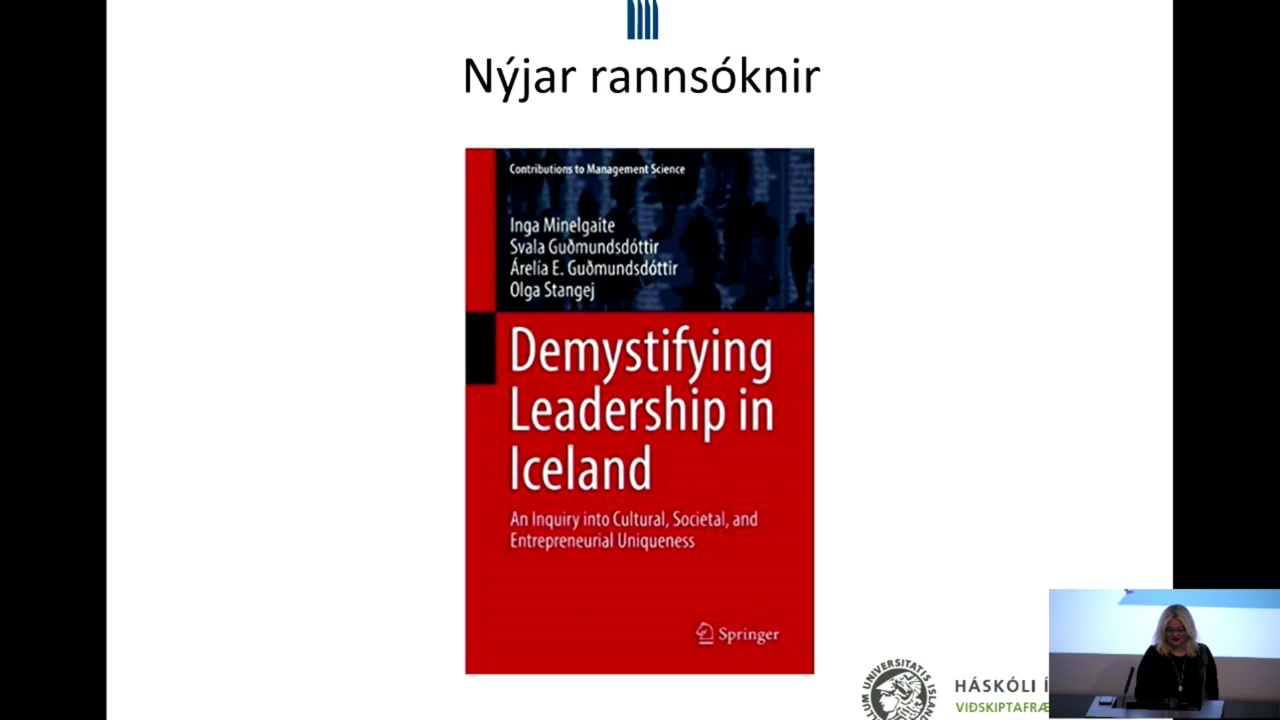 Nýjar rannsóknir
Contributions to Management Science
Inga Minelgaite
Svala Guðmundsdóttir
Árelía E. Guðmundsdóttir
Olga Stangej
Demystifying
Leadership in
Iceland
An Inquiry into Cultural, Societal, and
Entrepreneurial Uniqueness
Springer
UNIVERSITATIS
HÁSKÓLI